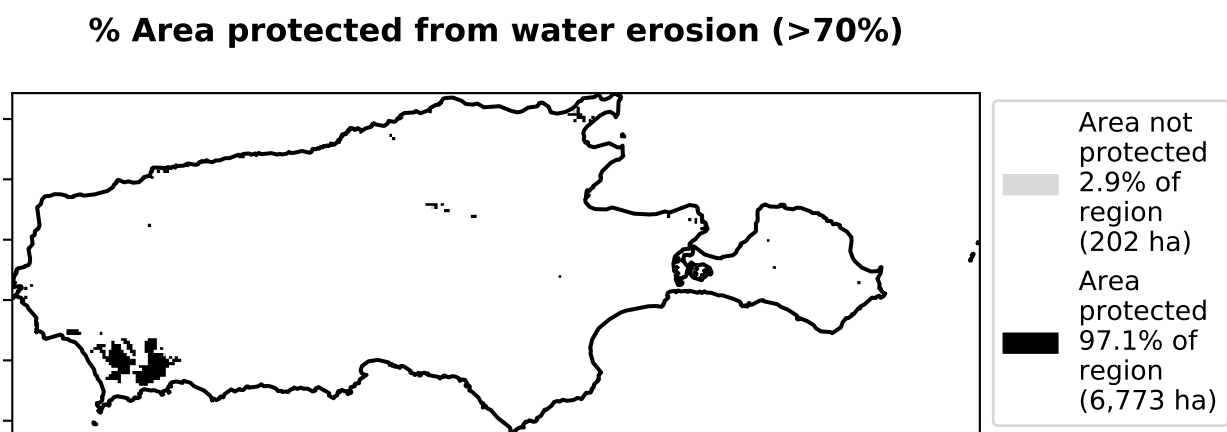 % Area protected from water erosion (>70%)
Area not
protected
2.9% of
region
(202 ha)
Area
protected
97.1% of
region
(6,773 ha)